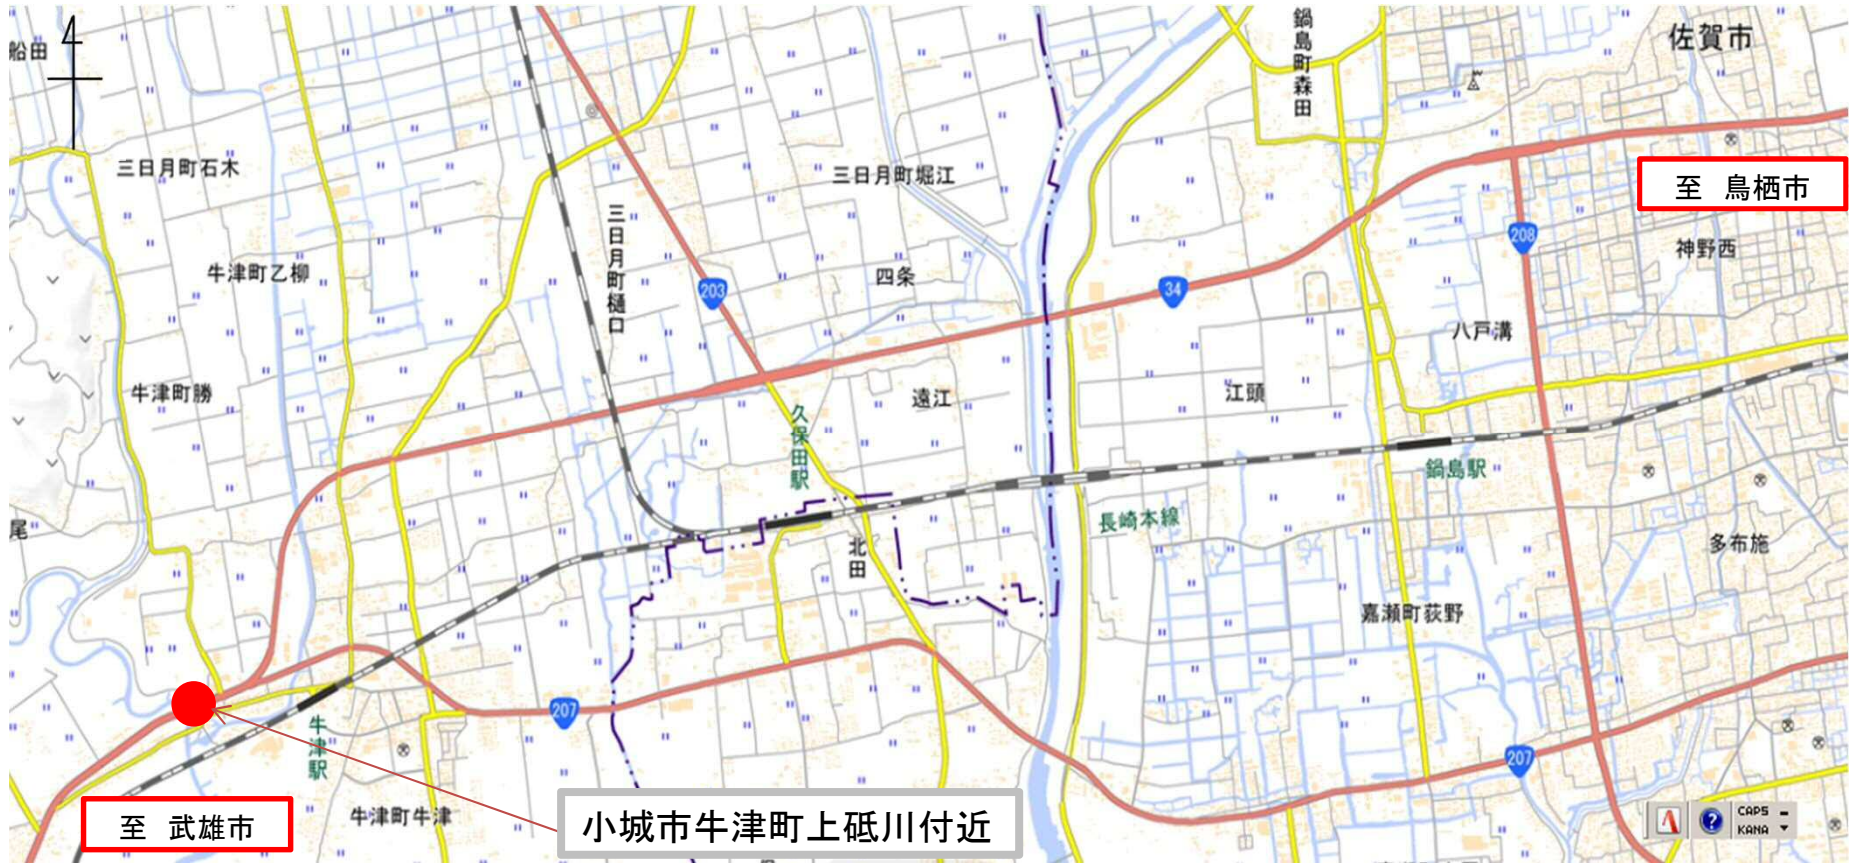 船田
鍋島町森田
佐賀市
三日月町石木
三日月町堀江
至 鳥栖市
三日月町樋口
208
神野西
牛津町乙柳
四条
203
34
八戸溝
牛津町勝
遠江
江頭
久保田駅
鍋島駅
尾
長崎本線
北田
多布施
嘉瀬町荻野
207
牛津駅
207
至 武雄市
牛津町牛津
小城市牛津町上砥川付近
CAPS
KANA